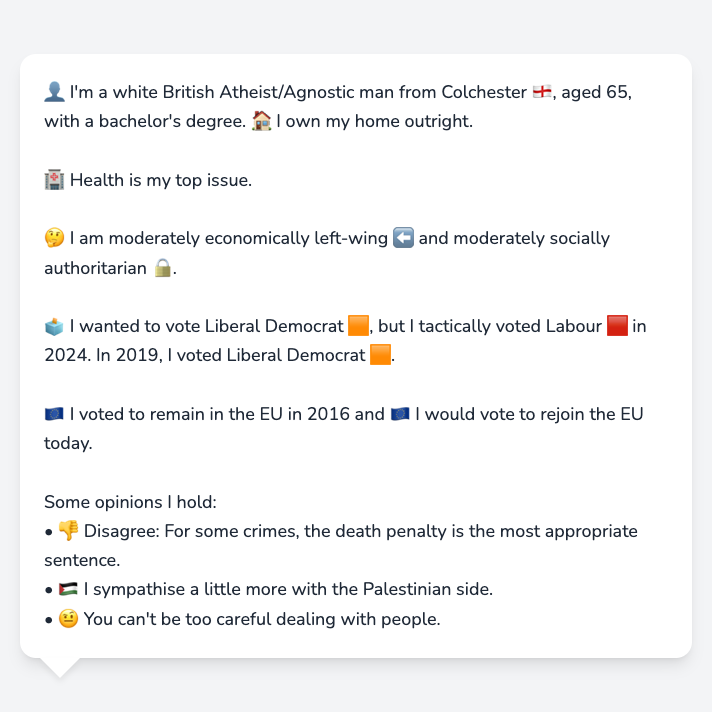 👤 I'm a white British Atheist/Agnostic man from Colchester 🏴󠁧󠁢󠁥󠁮󠁧󠁿, aged 65,
with a bachelor's degree. 🏠 I own my home outright.
🏥 Health is my top issue.
🤔 I am moderately economically left-wing ⬅️ and moderately socially
authoritarian 🔒.
🗳️ I wanted to vote Liberal Democrat 🟧, but I tactically voted Labour 🟥 in
2024. In 2019, I voted Liberal Democrat 🟧.
🇪🇺 I voted to remain in the EU in 2016 and 🇪🇺 I would vote to rejoin the EU
today.
Some opinions I hold:
• 👎 Disagree: For some crimes, the death penalty is the most appropriate
sentence.
• 🇵🇸 I sympathise a little more with the Palestinian side.
• 🤨 You can't be too careful dealing with people.